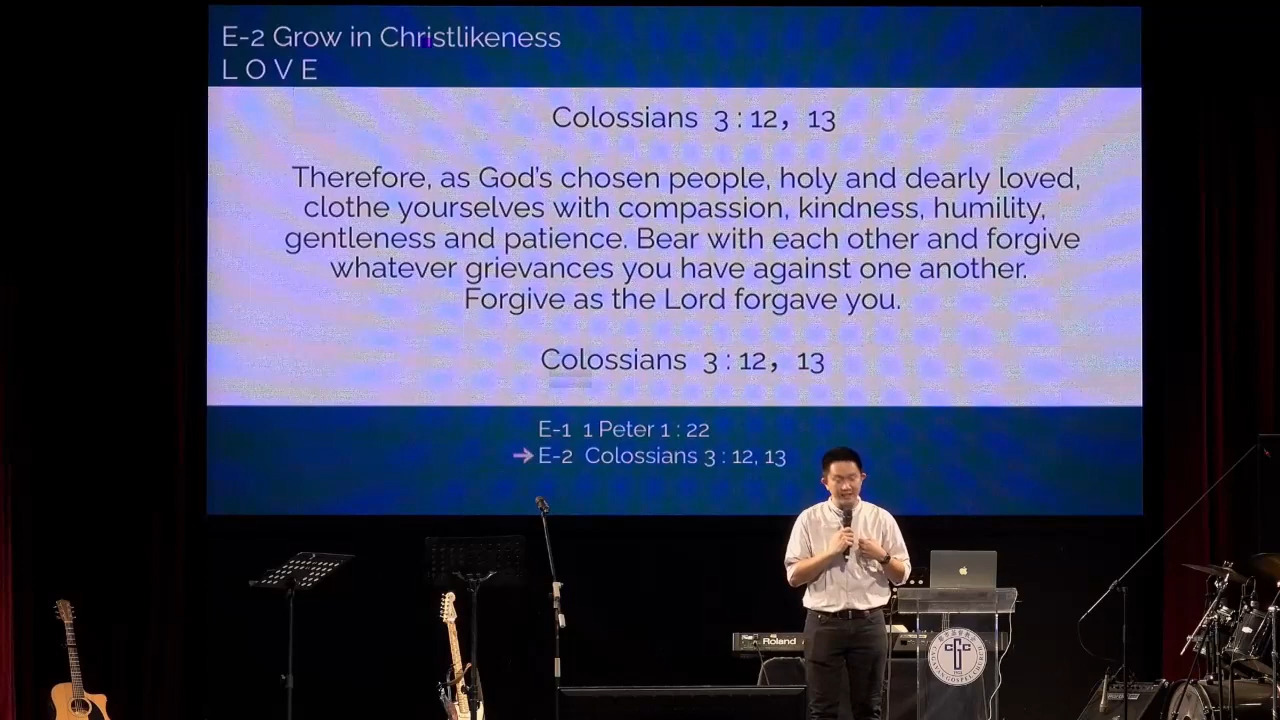 E-2 Grow in Christlikeness
LOVE
Colossians 3 : 12, 13
Therefore, as God's chosen people, holy and dearly loved,
clothe yourselves with compassion, kindness, humility,
gentleness and patience. Bear with each other and forgive
whatever grievances you have against one another.
Forgive as the Lord forgave you.
Colossians 3 : 12, 13
E-1 1 Peter 1 : 22
→ E-2 Colossians 3 : 12, 13
Roland
CAGAYAN GOSPEL CHURCH